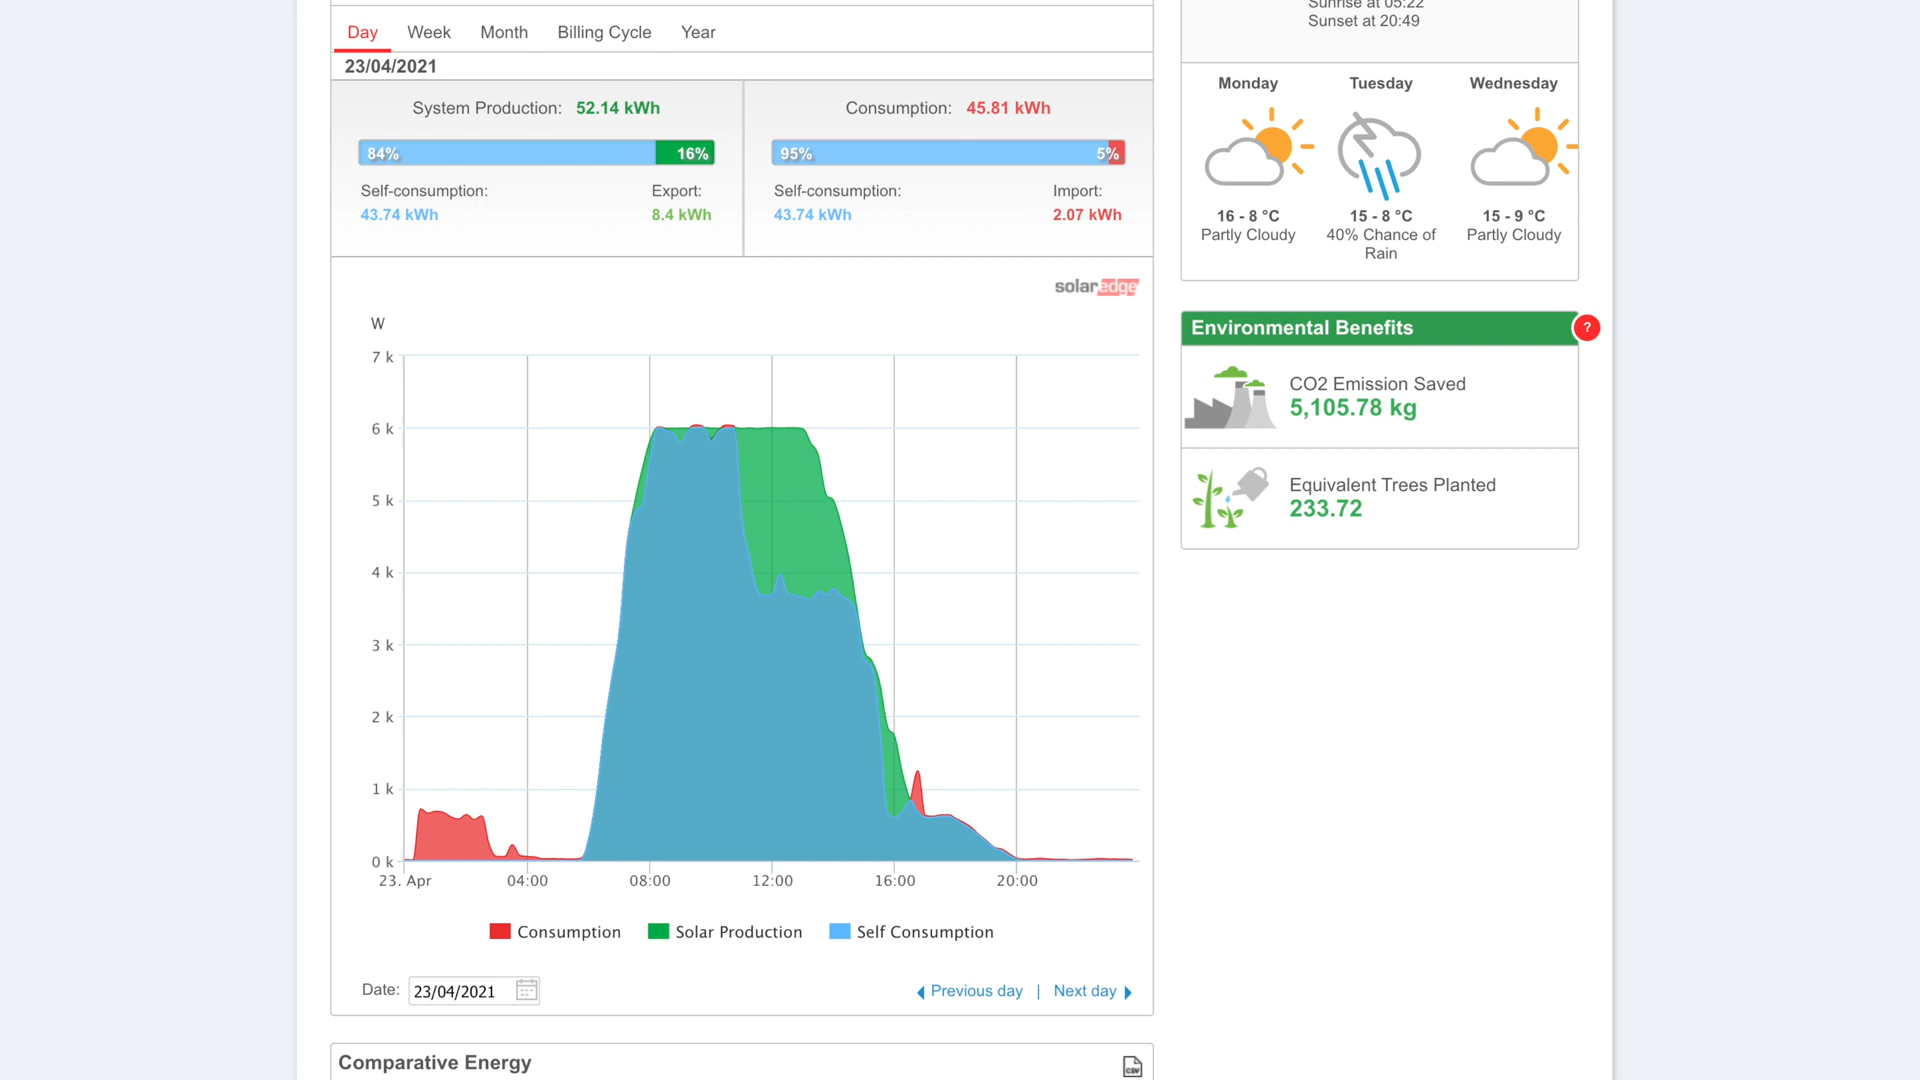 Sunrise at 05:22
Sunset at 20:49
Day Week Month Billing Cycle Year
23/04/2021
System Production: 52.14 kWh
84% 16%
Self-consumption: Export:
43.74 kWh 8.4 kWh
Consumption: 45.81 kWh
95% 5%
Self-consumption: Import:
43.74 kWh 2.07 kWh
Monday Tuesday Wednesday
16 - 8 °C 15 - 8 °C 15 - 9 °C
Partly Cloudy 40% Chance of Partly Cloudy
Rain
solaredge
Environmental Benefits ?
CO2 Emission Saved
5,105.78 kg
Equivalent Trees Planted
233.72
W
7 k
6 k
5 k
4 k
3 k
2 k
1 k
0 k
23. Apr 04:00 08:00 12:00 16:00 20:00
Consumption Solar Production Self Consumption
Date: 23/04/2021 Previous day | Next day
Comparative Energy CSV